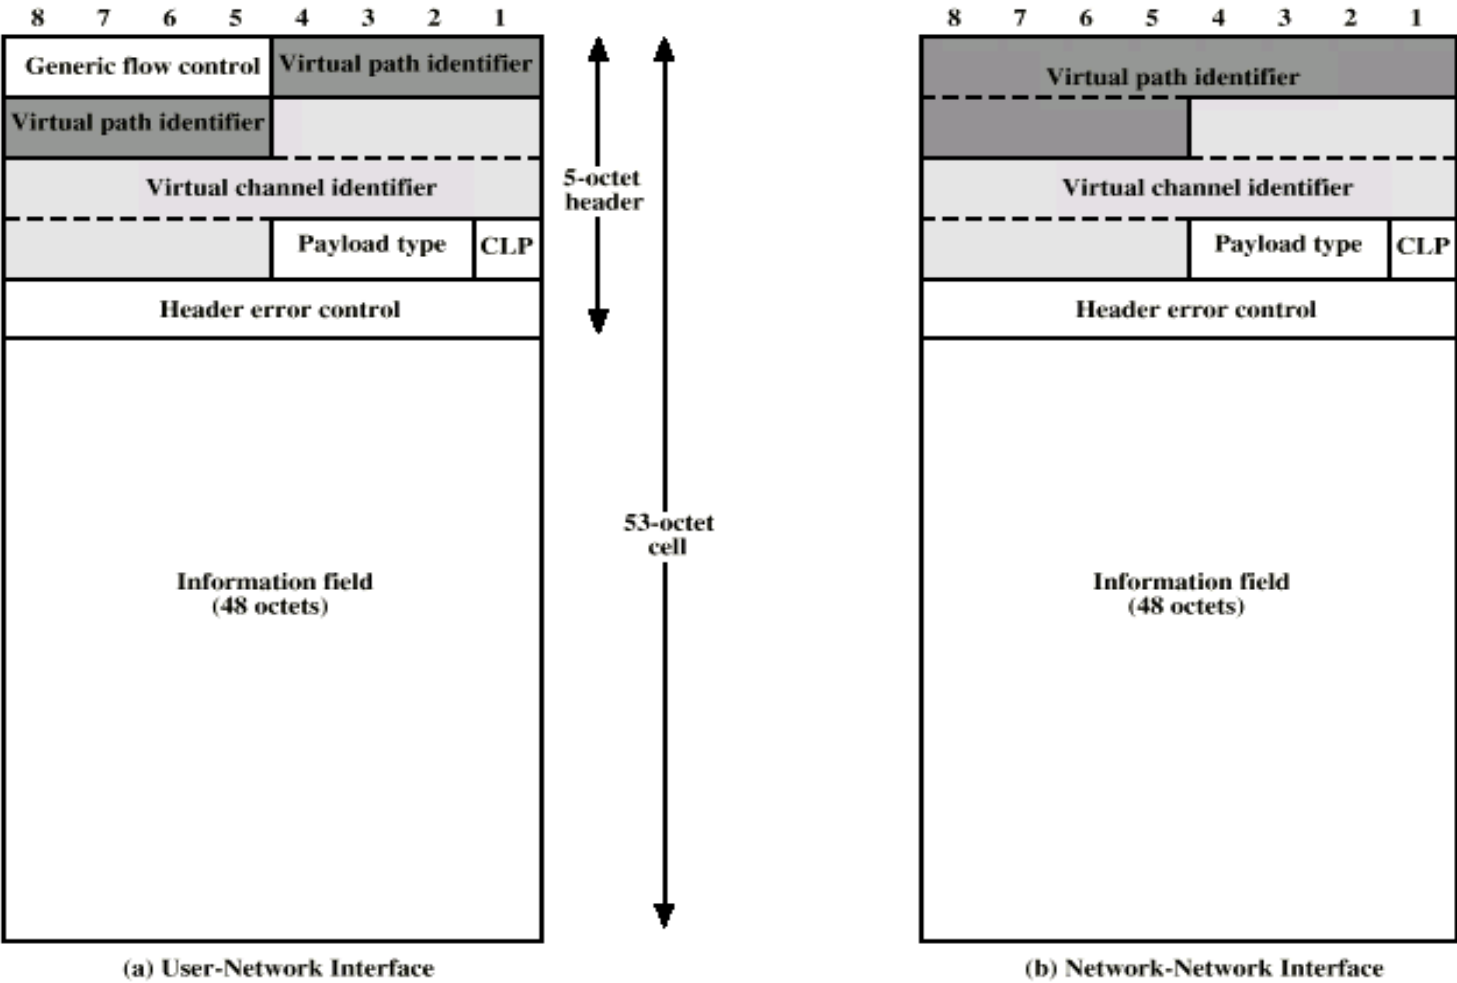 8 7 6 5 4 3 2 1
Generic flow control
Virtual path identifier
Virtual path identifier
Virtual channel identifier
Payload type
CLP
Header error control
Information field
(48 octets)
(a) User-Network Interface
5-octet
header
53-octet
cell
8 7 6 5 4 3 2 1
Virtual path identifier
Virtual channel identifier
Payload type
CLP
Header error control
Information field
(48 octets)
(b) Network-Network Interface